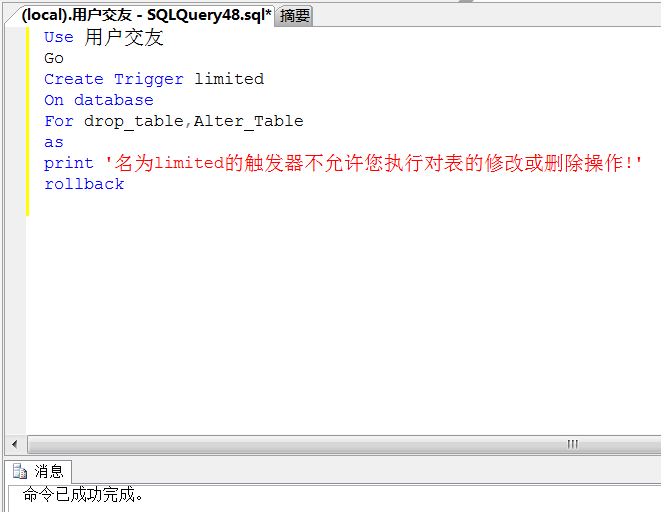 (local).用户交友 - SQLQuery48.sql* 摘要
Use 用户交友
Go
Create Trigger limited
On database
For drop_table,Alter_Table
as
print '名为limited的触发器不允许您执行对表的修改或删除操作!'
rollback
消息
命令已成功完成。